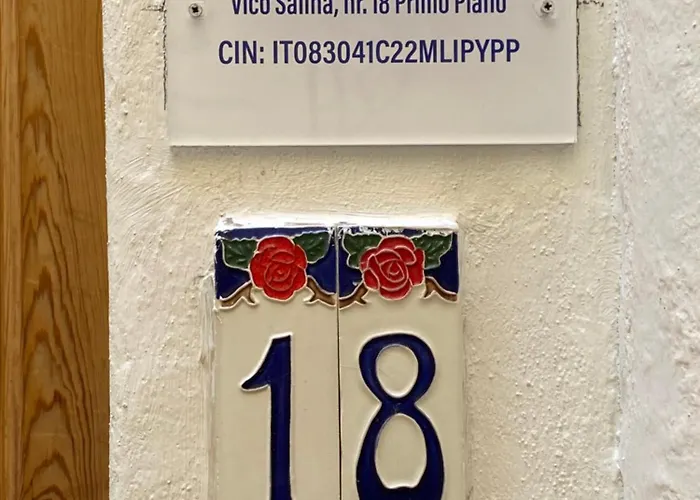 Vico Salina, nr. 18 Primo Piano
CIN: IT083041C22MLIPYPP
18